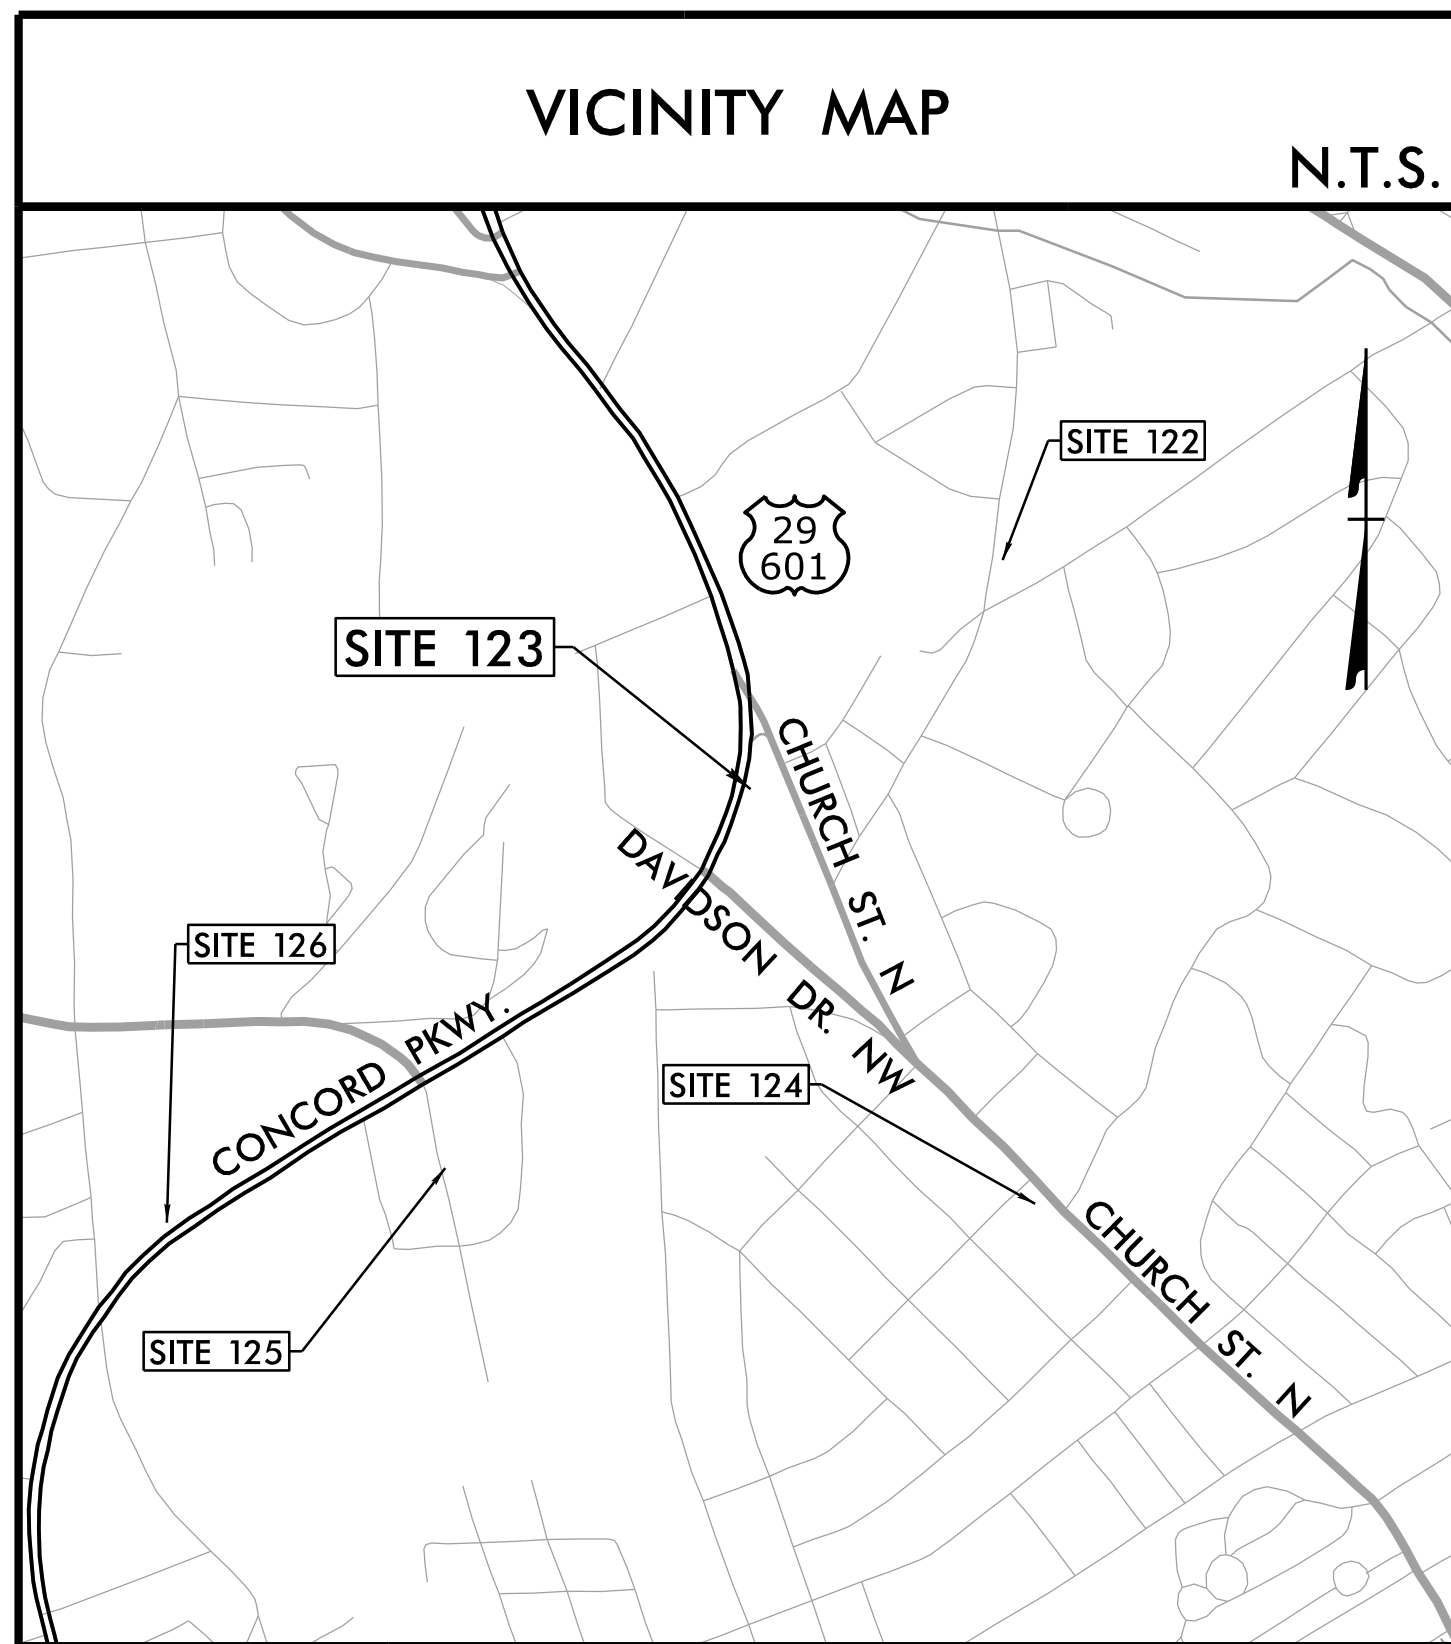 VICINITY MAP
N.T.S.
SITE 122
29
601
SITE 123
CHURCH ST. N
DAVIDSON DR. NW
SITE 126
CONCORD PKWY.
SITE 124
CHURCH ST. N
SITE 125